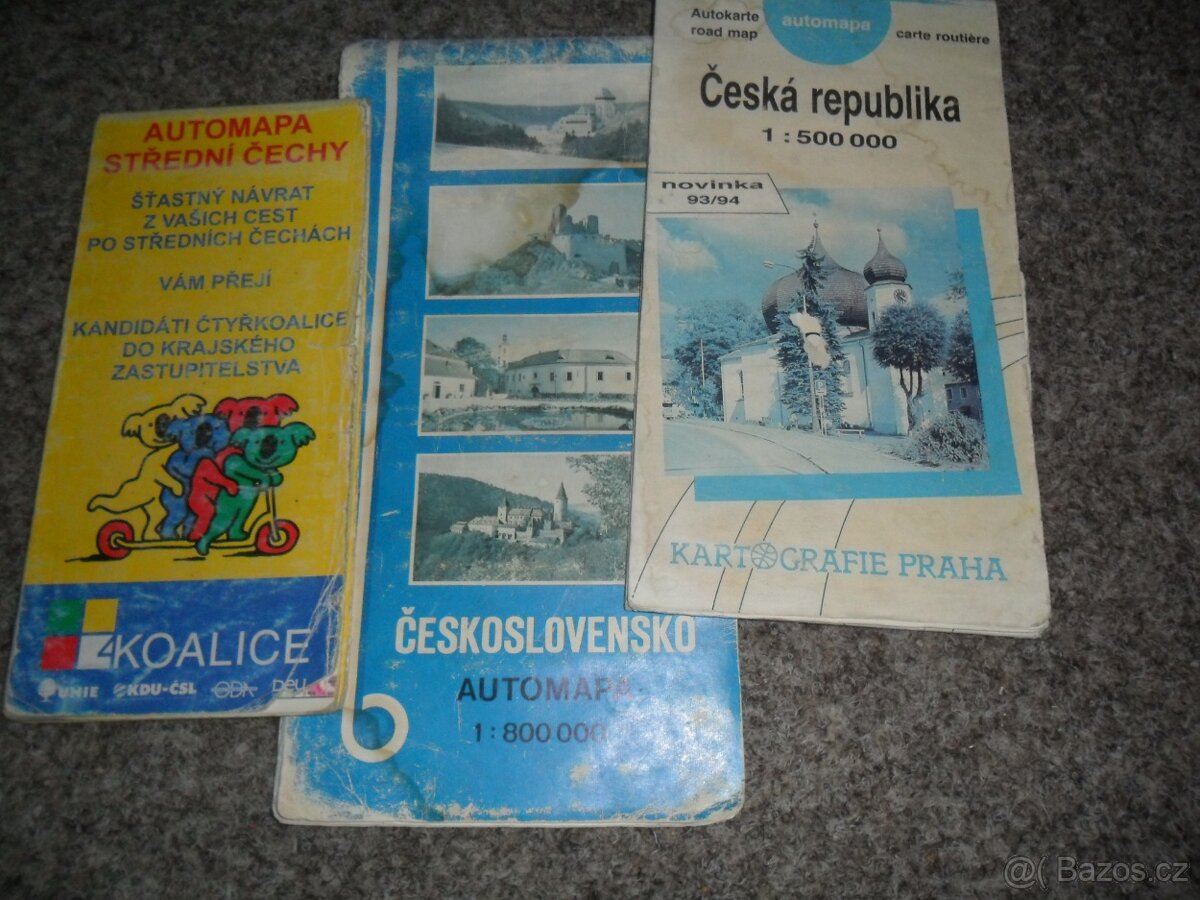 AUTOMAPA
STŘEDNÍ ČECHY
ŠŤASTNÝ NÁVRAT
Z VAŠICH CEST
PO STŘEDNÍCH ČECHÁCH
VÁM PŘEJÍ
KANDIDÁTI ČTYŘKOALICE
DO KRAJSKÉHO
ZASTUPITELSTVA
4KOALICE
UNIE KDU-ČSL ODA DEU
ČESKOSLOVENSKO
AUTOMAPA
1:800 000
Autokarte
road map
automapa
carte routière
Česká republika
1:500 000
novinka
93/94
KARTOGRAFIE PRAHA
@( Bazos.cz